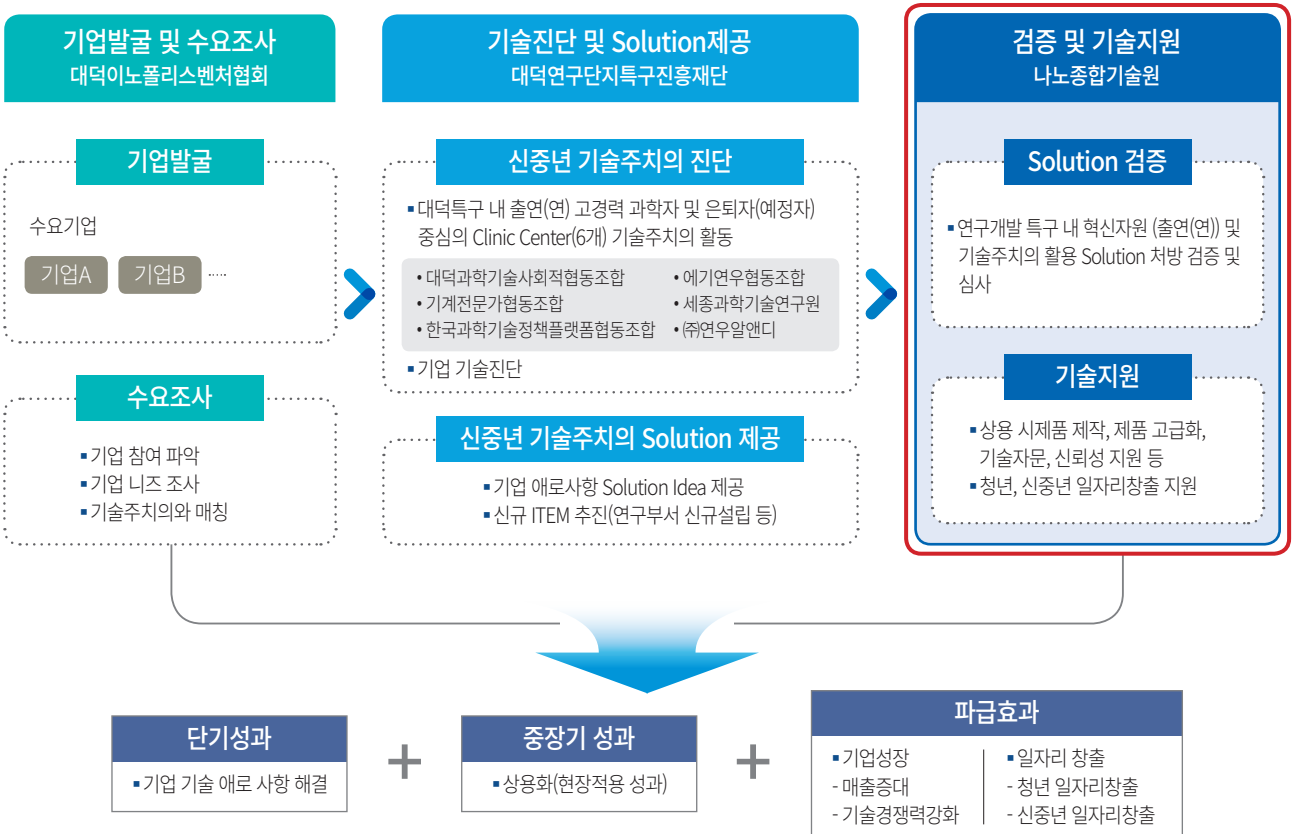 기업발굴 및 수요조사
대덕이노폴리스벤처협회
기업발굴
수요기업
기업A
기업B
.....
수요조사
▪기업 참여 파악
▪기업 니즈 조사
▪기술주치의와 매칭
기술진단 및 Solution제공
대덕연구단지특구진흥재단
신중년 기술주치의 진단
▪대덕특구 내 출연(연) 고경력 과학자 및 은퇴자(예정자)
중심의 Clinic Center(6개) 기술주치의 활동
• 대덕과학기술사회적협동조합
• 기계전문가협동조합
• 한국과학기술정책플랫폼협동조합
• 에기연우협동조합
• 세종과학기술연구원
• ㈜연우알앤디
▪기업 기술진단
신중년 기술주치의 Solution 제공
▪기업 애로사항 Solution Idea 제공
▪신규 ITEM 추진(연구부서 신규설립 등)
검증 및 기술지원
나노종합기술원
Solution 검증
▪연구개발 특구 내 혁신자원 (출연(연)) 및
기술주치의 활용 Solution 처방 검증 및
심사
기술지원
▪상용 시제품 제작, 제품 고급화,
기술자문, 신뢰성 지원 등
▪청년, 신중년 일자리창출 지원
단기성과
▪기업 기술 애로 사항 해결
+
중장기 성과
▪상용화(현장적용 성과)
+
파급효과
▪기업성장
- 매출증대
- 기술경쟁력강화
▪일자리 창출
- 청년 일자리창출
- 신중년 일자리창출